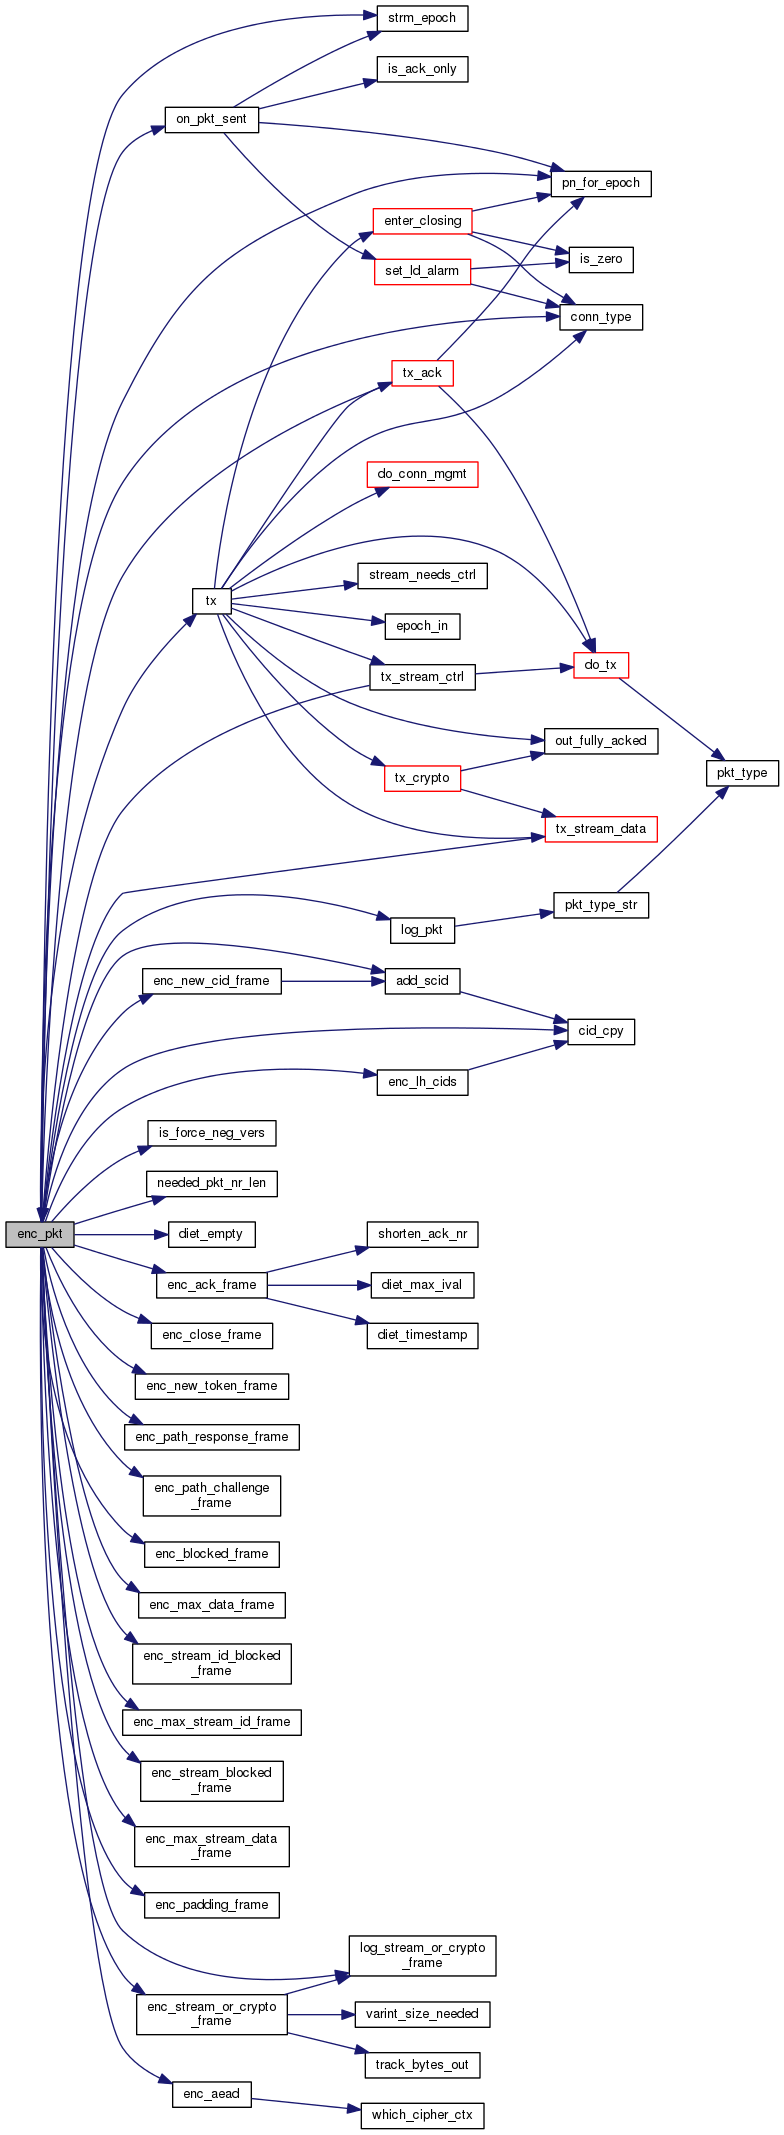 strm_epoch
is_ack_only
on_pkt_sent
pn_for_epoch
enter_closing
is_zero
set_ld_alarm
conn_type
tx_ack
do_conn_mgmt
stream_needs_ctrl
tx
epoch_in
do_tx
tx_stream_ctrl
out_fully_acked
pkt_type
tx_crypto
tx_stream_data
pkt_type_str
log_pkt
enc_new_cid_frame
add_scid
cid_cpy
enc_lh_cids
is_force_neg_vers
needed_pkt_nr_len
enc_pkt
diet_empty
shorten_ack_nr
enc_ack_frame
diet_max_ival
enc_close_frame
diet_timestamp
enc_new_token_frame
enc_path_response_frame
enc_path_challenge
_frame
enc_blocked_frame
enc_max_data_frame
enc_stream_id_blocked
_frame
enc_max_stream_id_frame
enc_stream_blocked
_frame
enc_max_stream_data
_frame
enc_padding_frame
log_stream_or_crypto
_frame
enc_stream_or_crypto
_frame
varint_size_needed
track_bytes_out
enc_aead
which_cipher_ctx